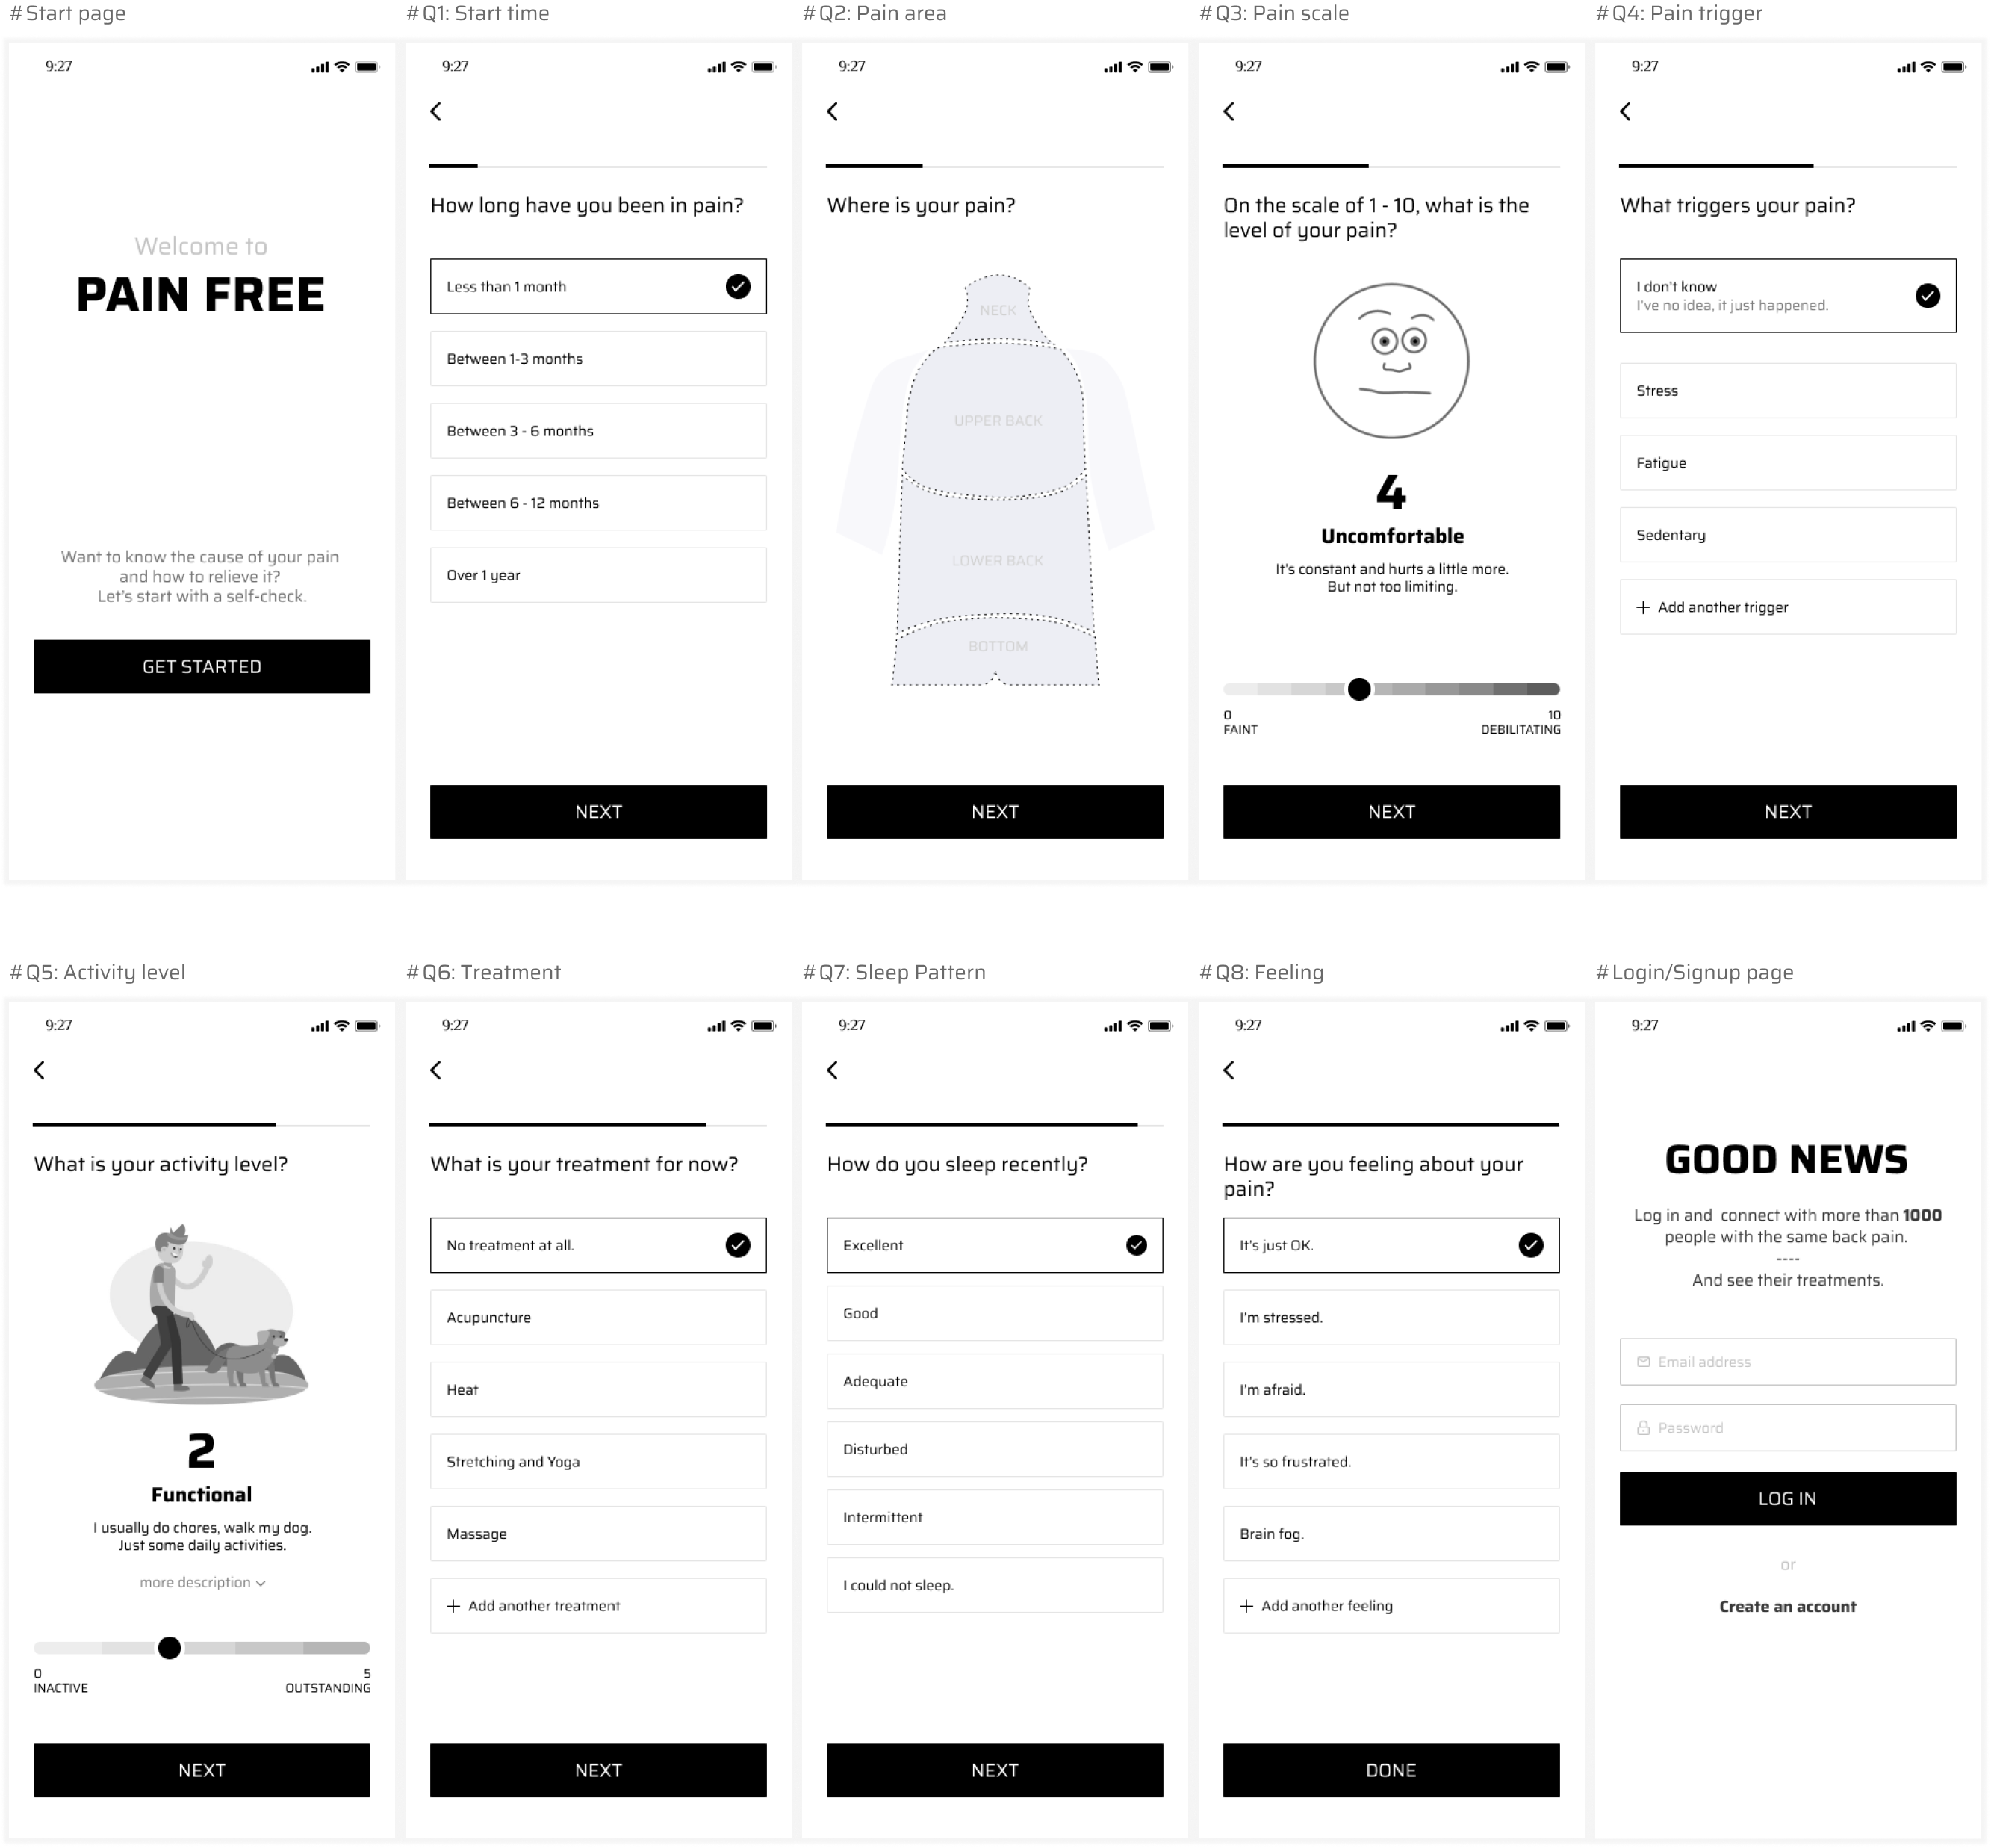 #Start page
9:27
Welcome to
PAIN FREE
Want to know the cause of your pain
and how to relieve it?
Let's start with a self-check.
GET STARTED
#Q1: Start time
9:27
How long have you been in pain?
Less than 1 month
Between 1-3 months
Between 3 - 6 months
Between 6 - 12 months
Over 1 year
NEXT
#Q2: Pain area
9:27
Where is your pain?
NECK
UPPER BACK
LOWER BACK
BOTTOM
NEXT
#Q3: Pain scale
9:27
On the scale of 1 - 10, what is the
level of your pain?
4
Uncomfortable
It's constant and hurts a little more.
But not too limiting.
0 10
FAINT DEBILITATING
NEXT
#Q4: Pain trigger
9:27
What triggers your pain?
I don't know
I've no idea, it just happened.
Stress
Fatigue
Sedentary
+ Add another trigger
NEXT
#Q5: Activity level
9:27
What is your activity level?
2
Functional
I usually do chores, walk my dog.
Just some daily activities.
more description
0 5
INACTIVE OUTSTANDING
NEXT
#Q6: Treatment
9:27
What is your treatment for now?
No treatment at all.
Acupuncture
Heat
Stretching and Yoga
Massage
+ Add another treatment
NEXT
#Q7: Sleep Pattern
9:27
How do you sleep recently?
Excellent
Good
Adequate
Disturbed
Intermittent
I could not sleep.
NEXT
#Q8: Feeling
9:27
How are you feeling about your
pain?
It's just OK.
I'm stressed.
I'm afraid.
It's so frustrated.
Brain fog.
+ Add another feeling
DONE
#Login/Signup page
9:27
GOOD NEWS
Log in and  connect with more than 1000
people with the same back pain.
----
And see their treatments.
Email address
Password
LOG IN
or
Create an account